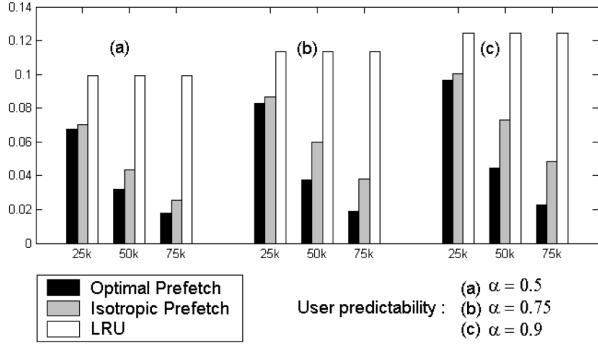 0.14
0.12
0.1
0.08
0.06
0.04
0.02
0
(a)
(b)
(c)
25k 50k 75k 25k 50k 75k 25k 50k 75k
Optimal Prefetch
Isotropic Prefetch
LRU
User predictability :
(a) α = 0.5
(b) α = 0.75
(c) α = 0.9